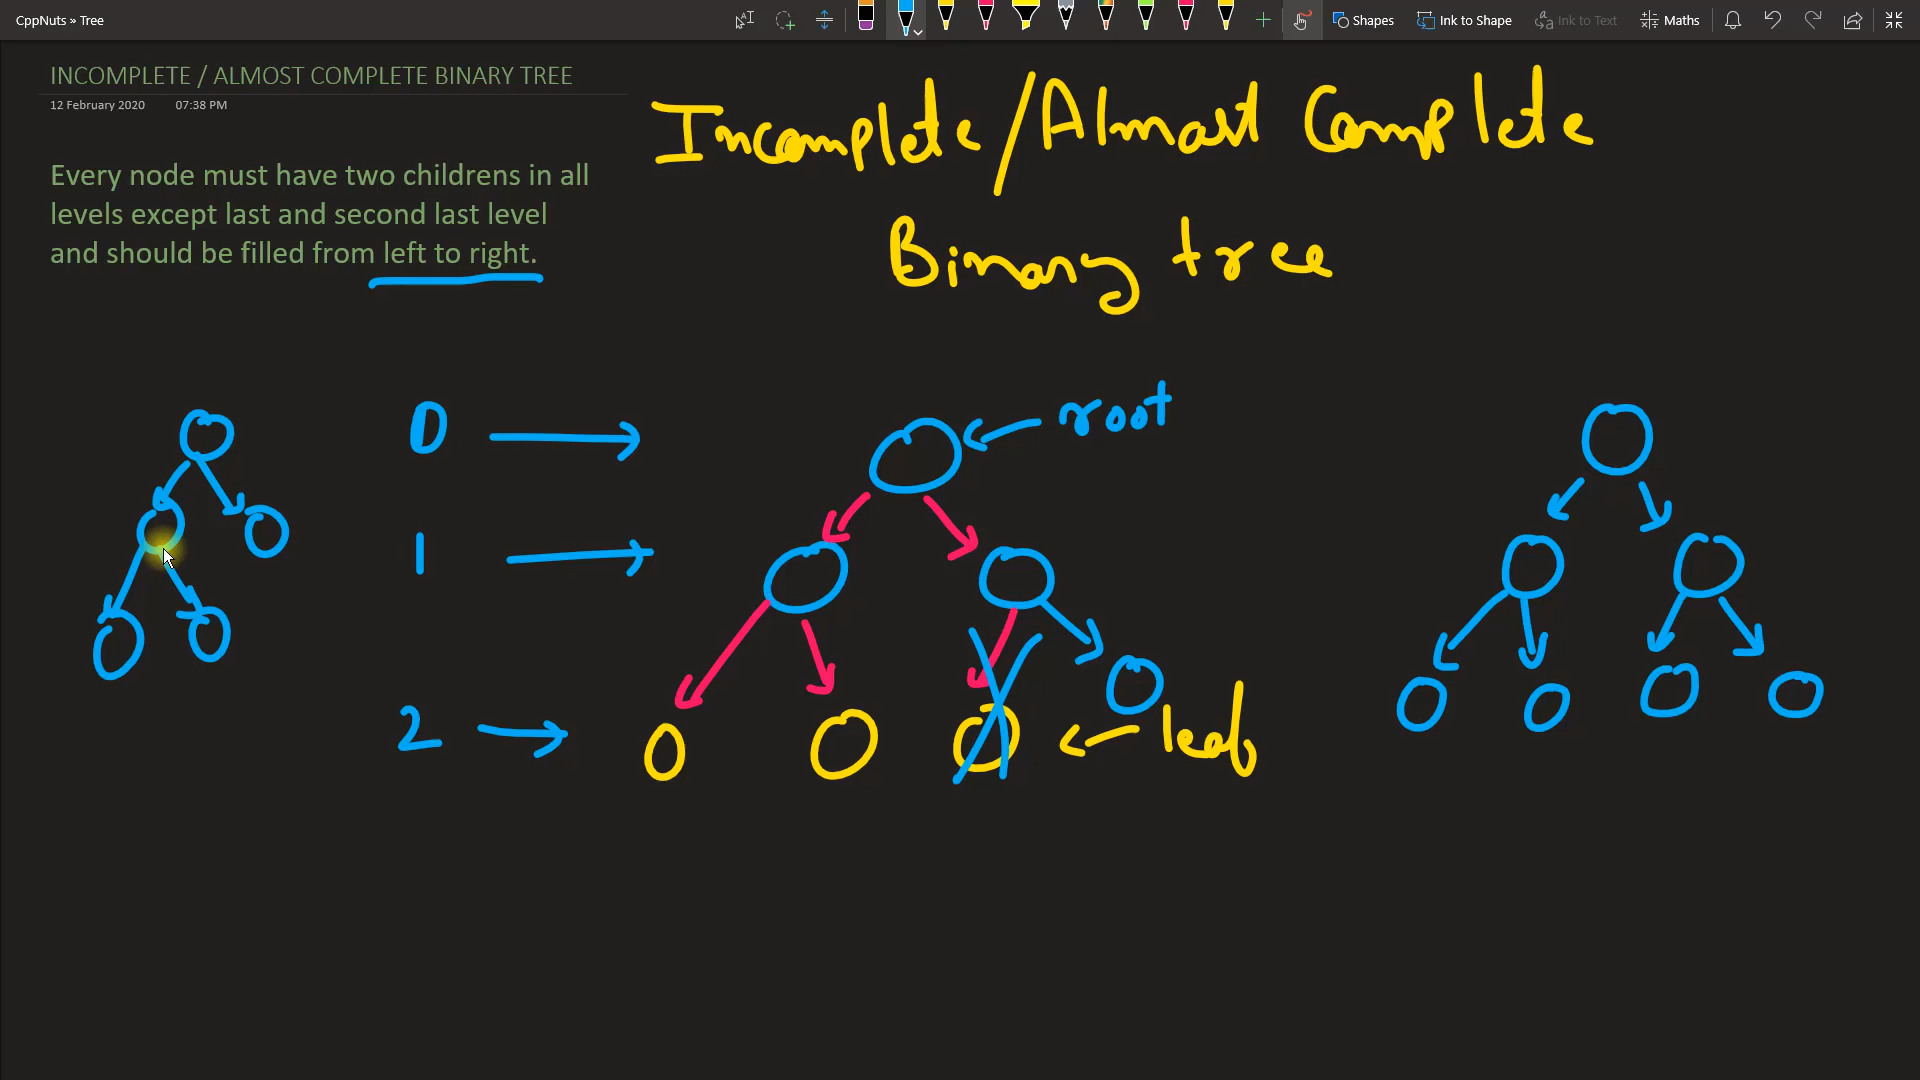 CppNuts » Tree
Shapes
Ink to Shape
Ink to Text
Maths
INCOMPLETE / ALMOST COMPLETE BINARY TREE
12 February 2020 07:38 PM
Every node must have two childrens in all
levels except last and second last level
and should be filled from left to right.
Incomplete/Almost Complete
Binary tree
0
root
1
2
leaf